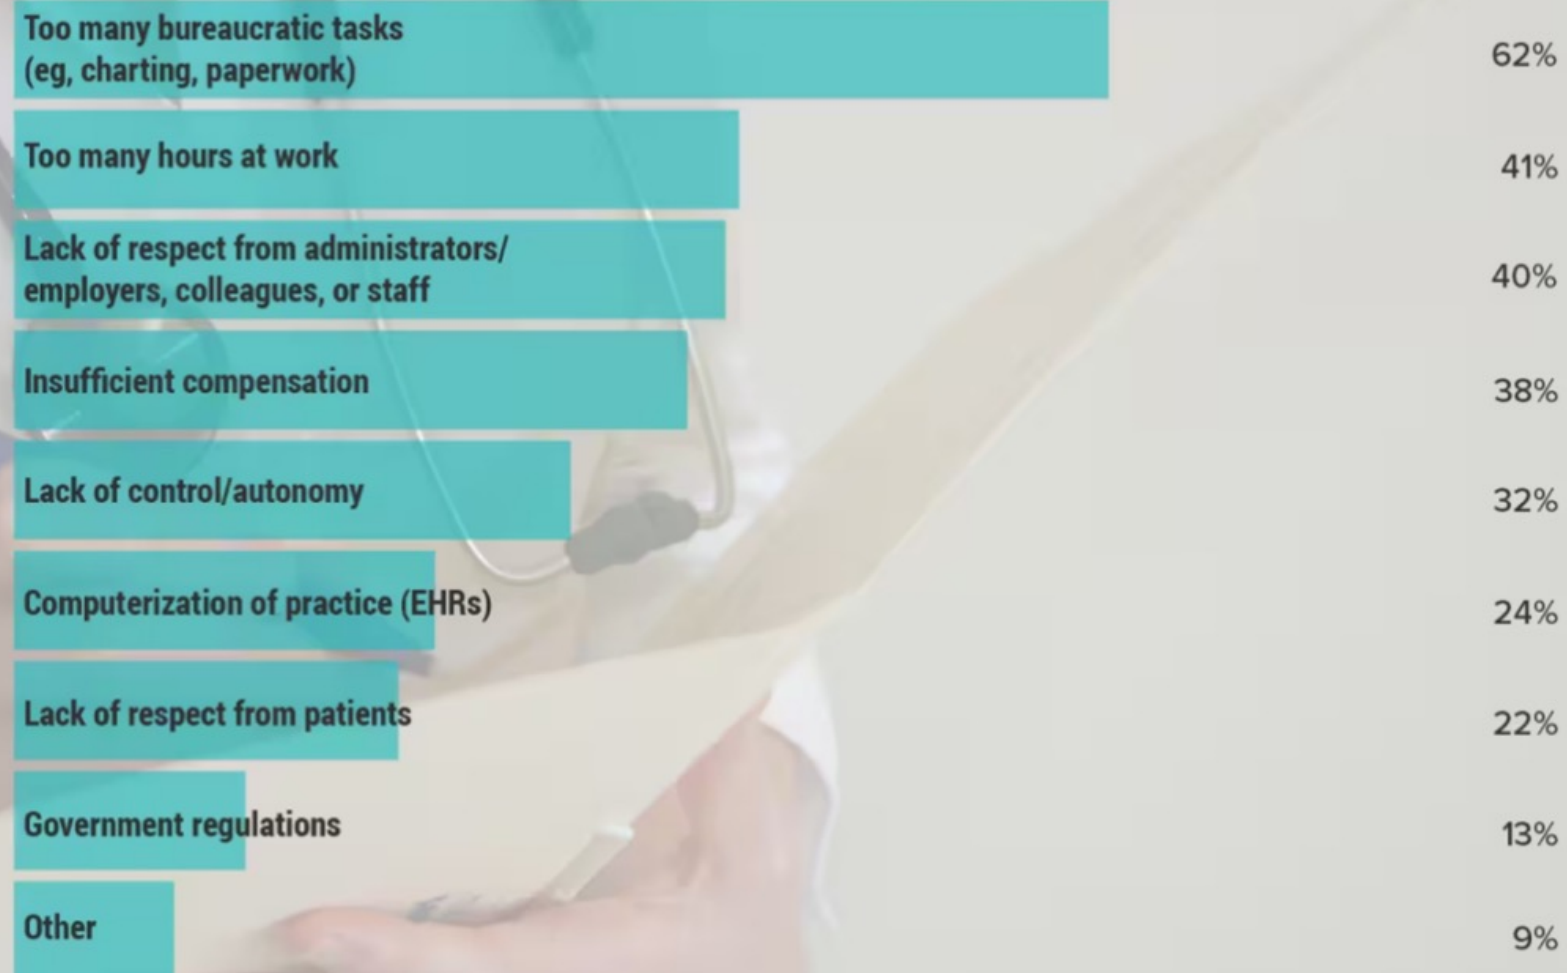 Too many bureaucratic tasks
(eg, charting, paperwork)
62%
Too many hours at work
41%
Lack of respect from administrators/
employers, colleagues, or staff
40%
Insufficient compensation
38%
Lack of control/autonomy
32%
Computerization of practice (EHRs)
24%
Lack of respect from patients
22%
Government regulations
13%
Other
9%